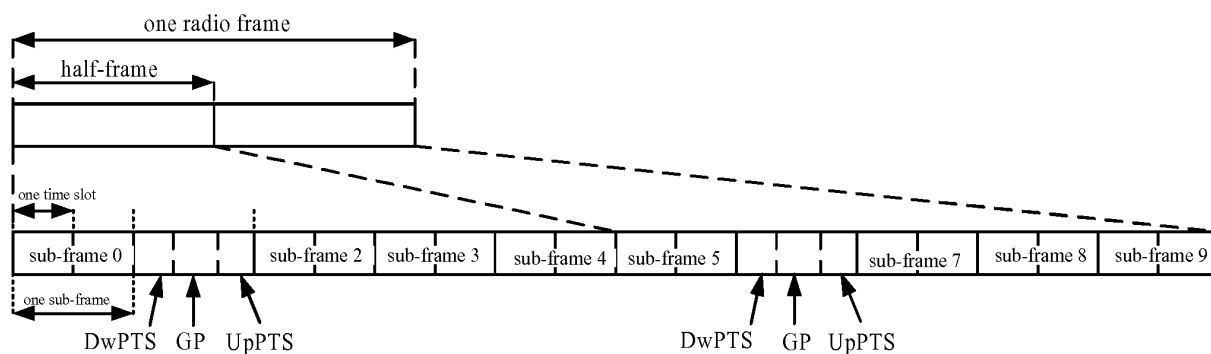 one radio frame
half-frame
one time slot
sub-frame 0
sub-frame 2
sub-frame 3
sub-frame 4
sub-frame 5
sub-frame 7
sub-frame 8
sub-frame 9
one sub-frame
DwPTS
GP
UpPTS
DwPTS
GP
UpPTS